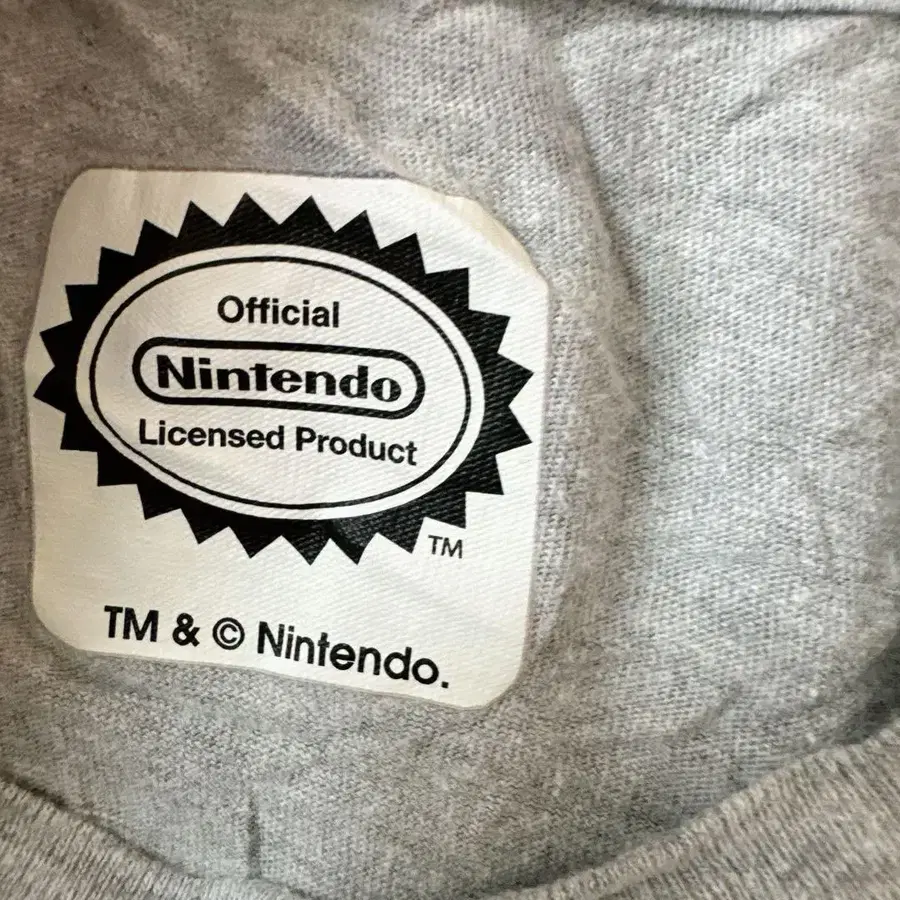 Official
Nintendo
Licensed Product
TM
TM & © Nintendo.